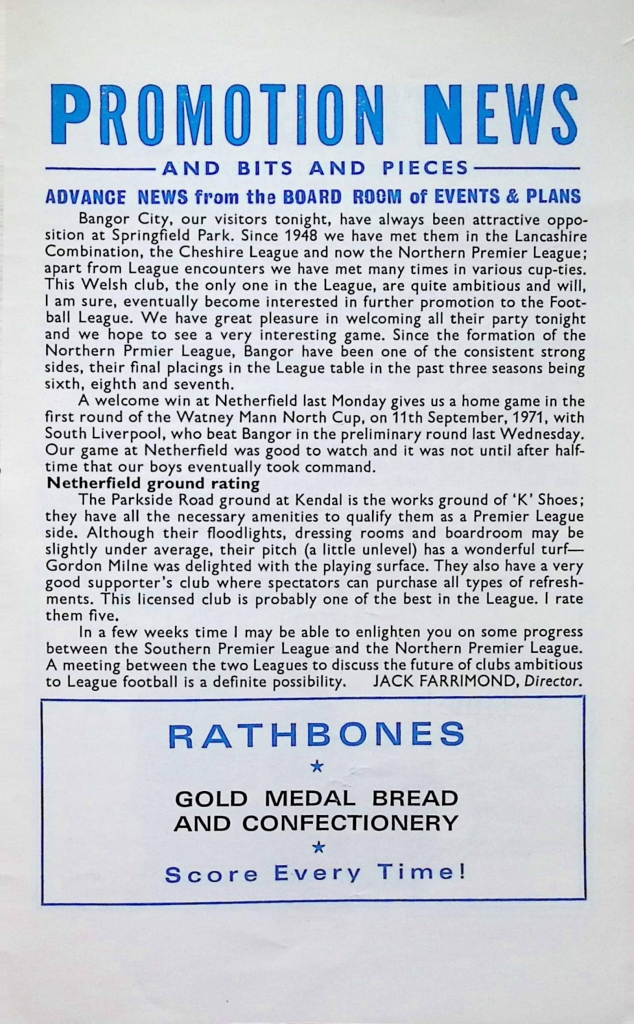 PROMOTION NEWS
AND BITS AND PIECES
ADVANCE NEWS from the BOARD ROOM of EVENTS & PLANS
Bangor City, our visitors tonight, have always been attractive oppo-
sition at Springfield Park. Since 1948 we have met them in the Lancashire
Combination, the Cheshire League and now the Northern Premier League;
apart from League encounters we have met many times in various cup-ties.
This Welsh club, the only one in the League, are quite ambitious and will,
I am sure, eventually become interested in further promotion to the Foot-
ball League. We have great pleasure in welcoming all their party tonight
and we hope to see a very interesting game. Since the formation of the
Northern Prmier League, Bangor have been one of the consistent strong
sides, their final placings in the League table in the past three seasons being
sixth, eighth and seventh.
A welcome win at Netherfield last Monday gives us a home game in the
first round of the Watney Mann North Cup, on 11th September, 1971, with
South Liverpool, who beat Bangor in the preliminary round last Wednesday.
Our game at Netherfield was good to watch and it was not until after half-
time that our boys eventually took command.
Netherfield ground rating
The Parkside Road ground at Kendal is the works ground of 'K' Shoes;
they have all the necessary amenities to qualify them as a Premier League
side. Although their floodlights, dressing rooms and boardroom may be
slightly under average, their pitch (a little unlevel) has a wonderful turf—
Gordon Milne was delighted with the playing surface. They also have a very
good supporter's club where spectators can purchase all types of refresh-
ments. This licensed club is probably one of the best in the League. I rate
them five.
In a few weeks time I may be able to enlighten you on some progress
between the Southern Premier League and the Northern Premier League.
A meeting between the two Leagues to discuss the future of clubs ambitious
to League football is a definite possibility. JACK FARRIMOND, Director.
RATHBONES
★
GOLD MEDAL BREAD
AND CONFECTIONERY
★
Score Every Time!